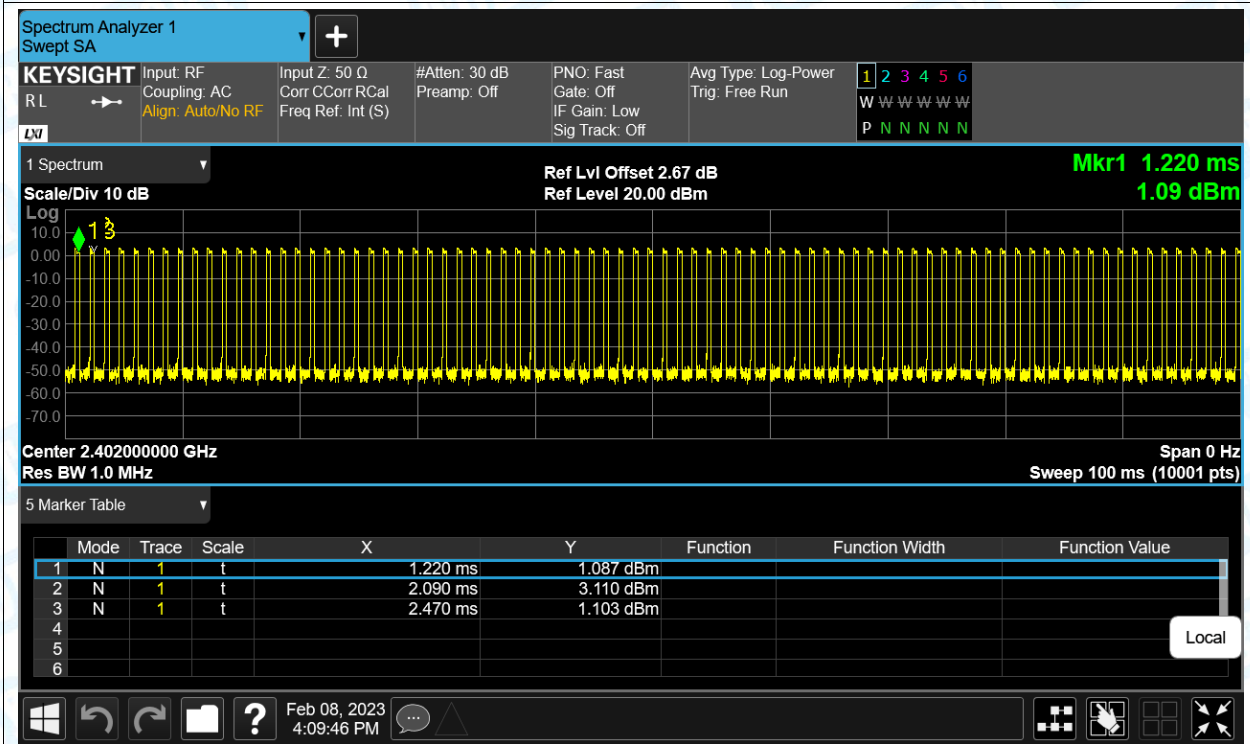 Spectrum Analyzer 1
Swept SA
KEYSIGHT
RL
LXI
Input: RF
Coupling: AC
Align: Auto/No RF
Input Z: 50 Ω
Corr CCorr RCal
Freq Ref: Int (S)
#Atten: 30 dB
Preamp: Off
PNO: Fast
Gate: Off
IF Gain: Low
Sig Track: Off
Avg Type: Log-Power
Trig: Free Run
1 2 3 4 5 6
W W W W W W
P N N N N N
1 Spectrum
Scale/Div 10 dB
Ref Lvl Offset 2.67 dB
Ref Level 20.00 dBm
Mkr1 1.220 ms
1.09 dBm
Log
10.0
0.00
-10.0
-20.0
-30.0
-40.0
-50.0
-60.0
-70.0
1 3
Center 2.402000000 GHz
Res BW 1.0 MHz
Span 0 Hz
Sweep 100 ms (10001 pts)
5 Marker Table
Mode Trace Scale X Y Function Function Width Function Value
1 N 1 t 1.220 ms 1.087 dBm
2 N 1 t 2.090 ms 3.110 dBm
3 N 1 t 2.470 ms 1.103 dBm
4
5
6
Local
?
Feb 08, 2023
4:09:46 PM